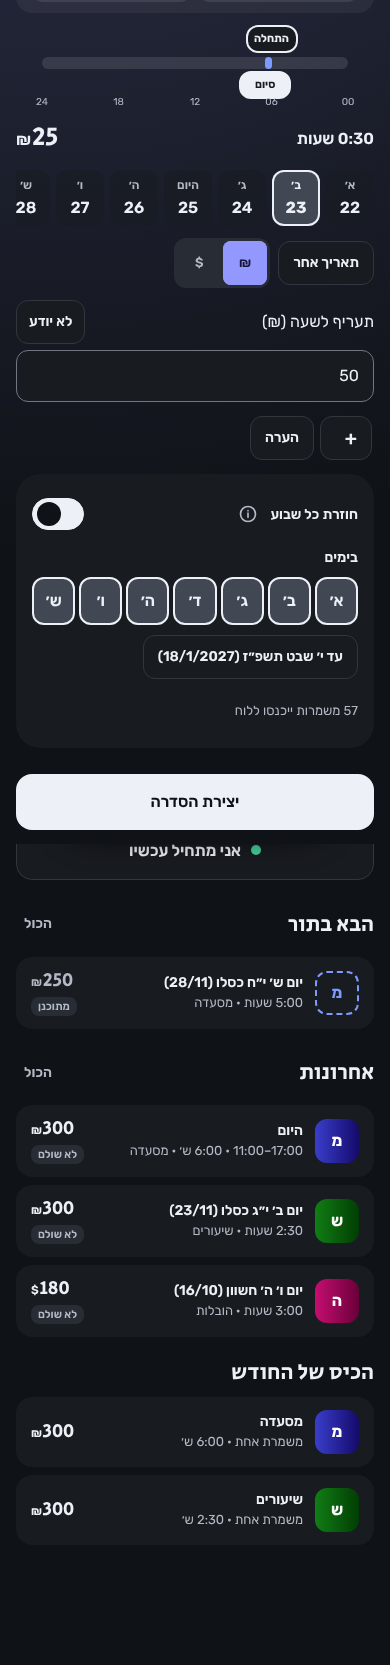 התחלה
סיום
00 06 12 18 24
0:30 שעות
₪25
א׳ ב׳ ג׳ היום ה׳ ו׳ ש׳
22 23 24 25 26 27 28
תאריך אחר
₪ $
תעריף לשעה (₪)
לא יודע
50
+ הערה
חוזרת כל שבוע
בימים
א׳ ב׳ ג׳ ד׳ ה׳ ו׳ ש׳
עד י׳ שבט תשפ״ז (18/1/2027)
57 משמרות ייכנסו ללוח
יצירת הסדרה
אני מתחיל עכשיו
הבא בתור
הכול
מ
יום ש׳ י״ח כסלו (28/11)
5:00 שעות • מסעדה
₪250
מתוכנן
אחרונות
הכול
מ
היום
11:00–17:00 • 6:00 ש׳ • מסעדה
₪300
לא שולם
ש
יום ב׳ י״ג כסלו (23/11)
2:30 שעות • שיעורים
₪300
לא שולם
ה
יום ו׳ ה׳ חשוון (16/10)
3:00 שעות • הובלות
$180
לא שולם
הכיס של החודש
מ
מסעדה
משמרת אחת • 6:00 ש׳
₪300
ש
שיעורים
משמרת אחת • 2:30 ש׳
₪300